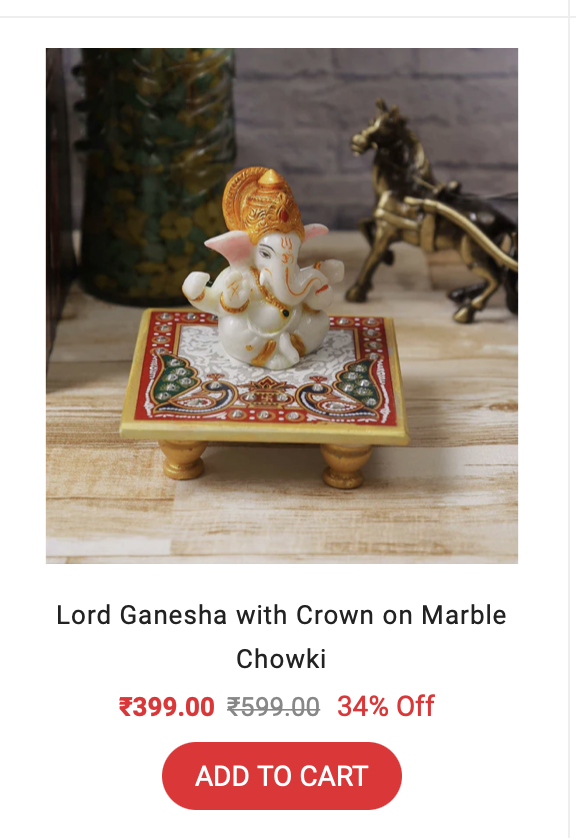 Lord Ganesha with Crown on Marble
Chowki
₹399.00 ₹599.00 34% Off
ADD TO CART